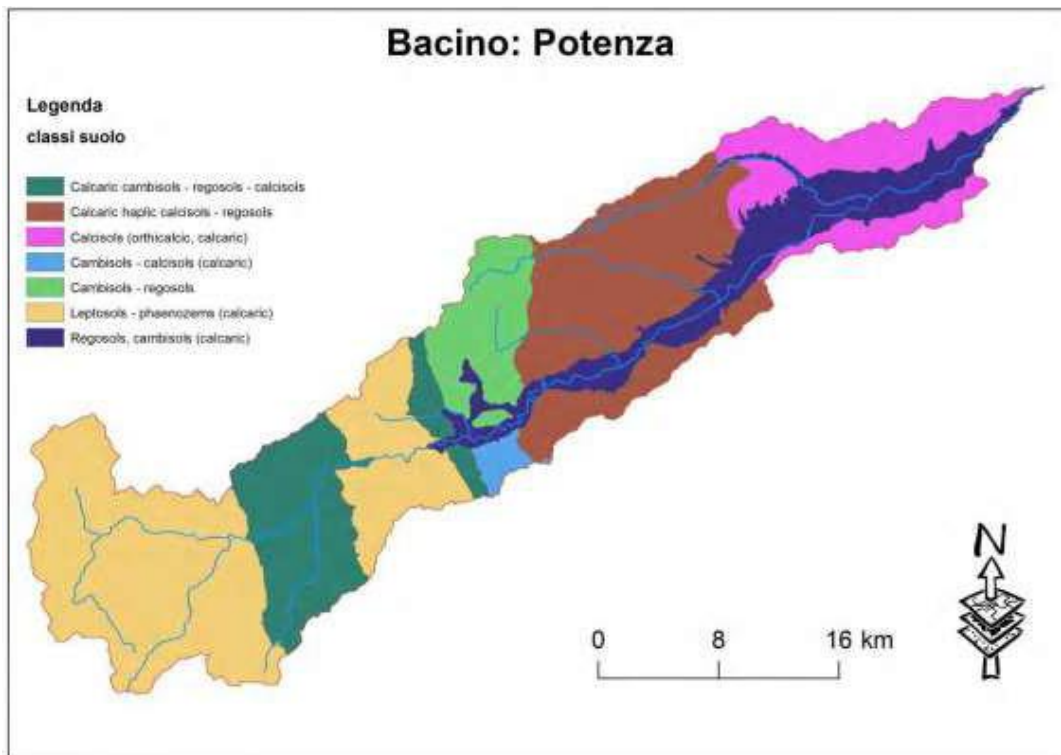 Bacino: Potenza
Legenda
classi suolo
Calcaric cambisols - regosols - calcisols
Calcaric haplic calcisols - regosols
Calcisols (orthicalcic, calcaric)
Cambisols - calcisols (calcaric)
Cambisols - regosols
Leptosols - phaenozems (calcaric)
Regosols, cambisols (calcaric)
N
0 8 16 km